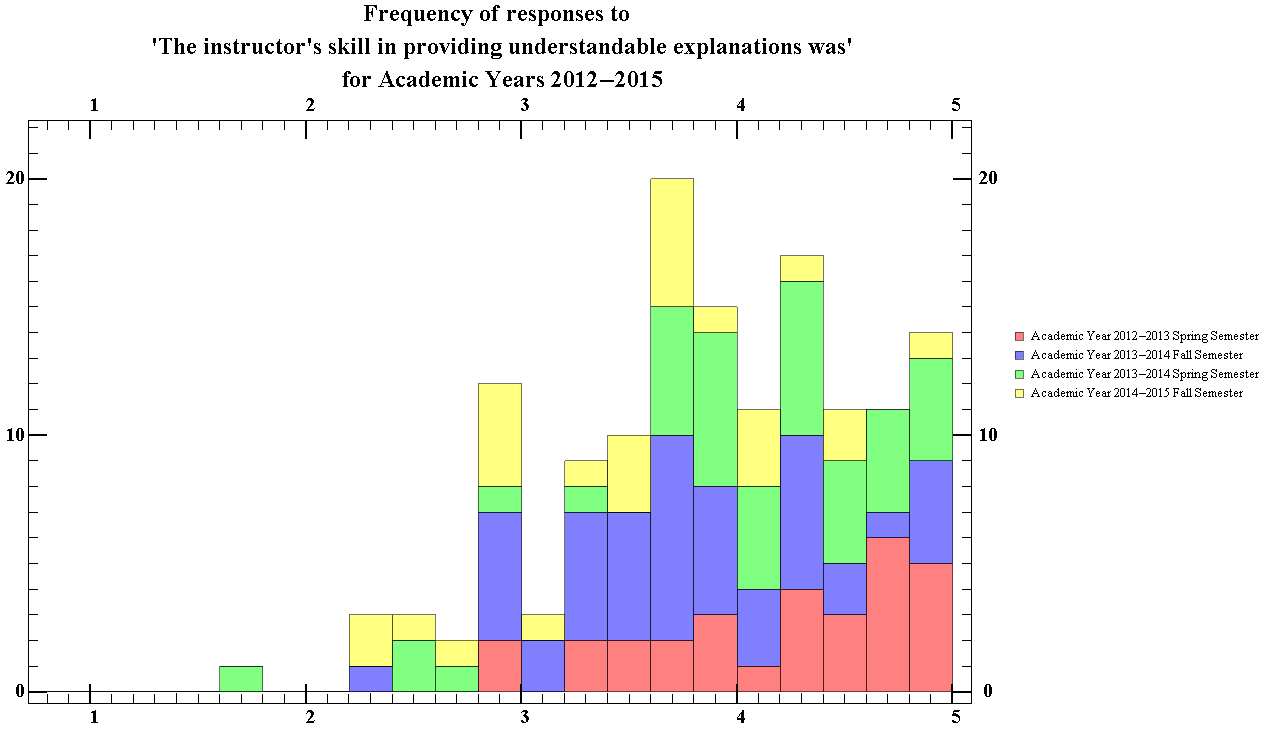 Frequency of responses to
'The instructor's skill in providing understandable explanations was'
for Academic Years 2012–2015
1 2 3 4 5
20 20
10 10
0 0
1 2 3 4 5
Academic Year 2012–2013 Spring Semester
Academic Year 2013–2014 Fall Semester
Academic Year 2013–2014 Spring Semester
Academic Year 2014–2015 Fall Semester